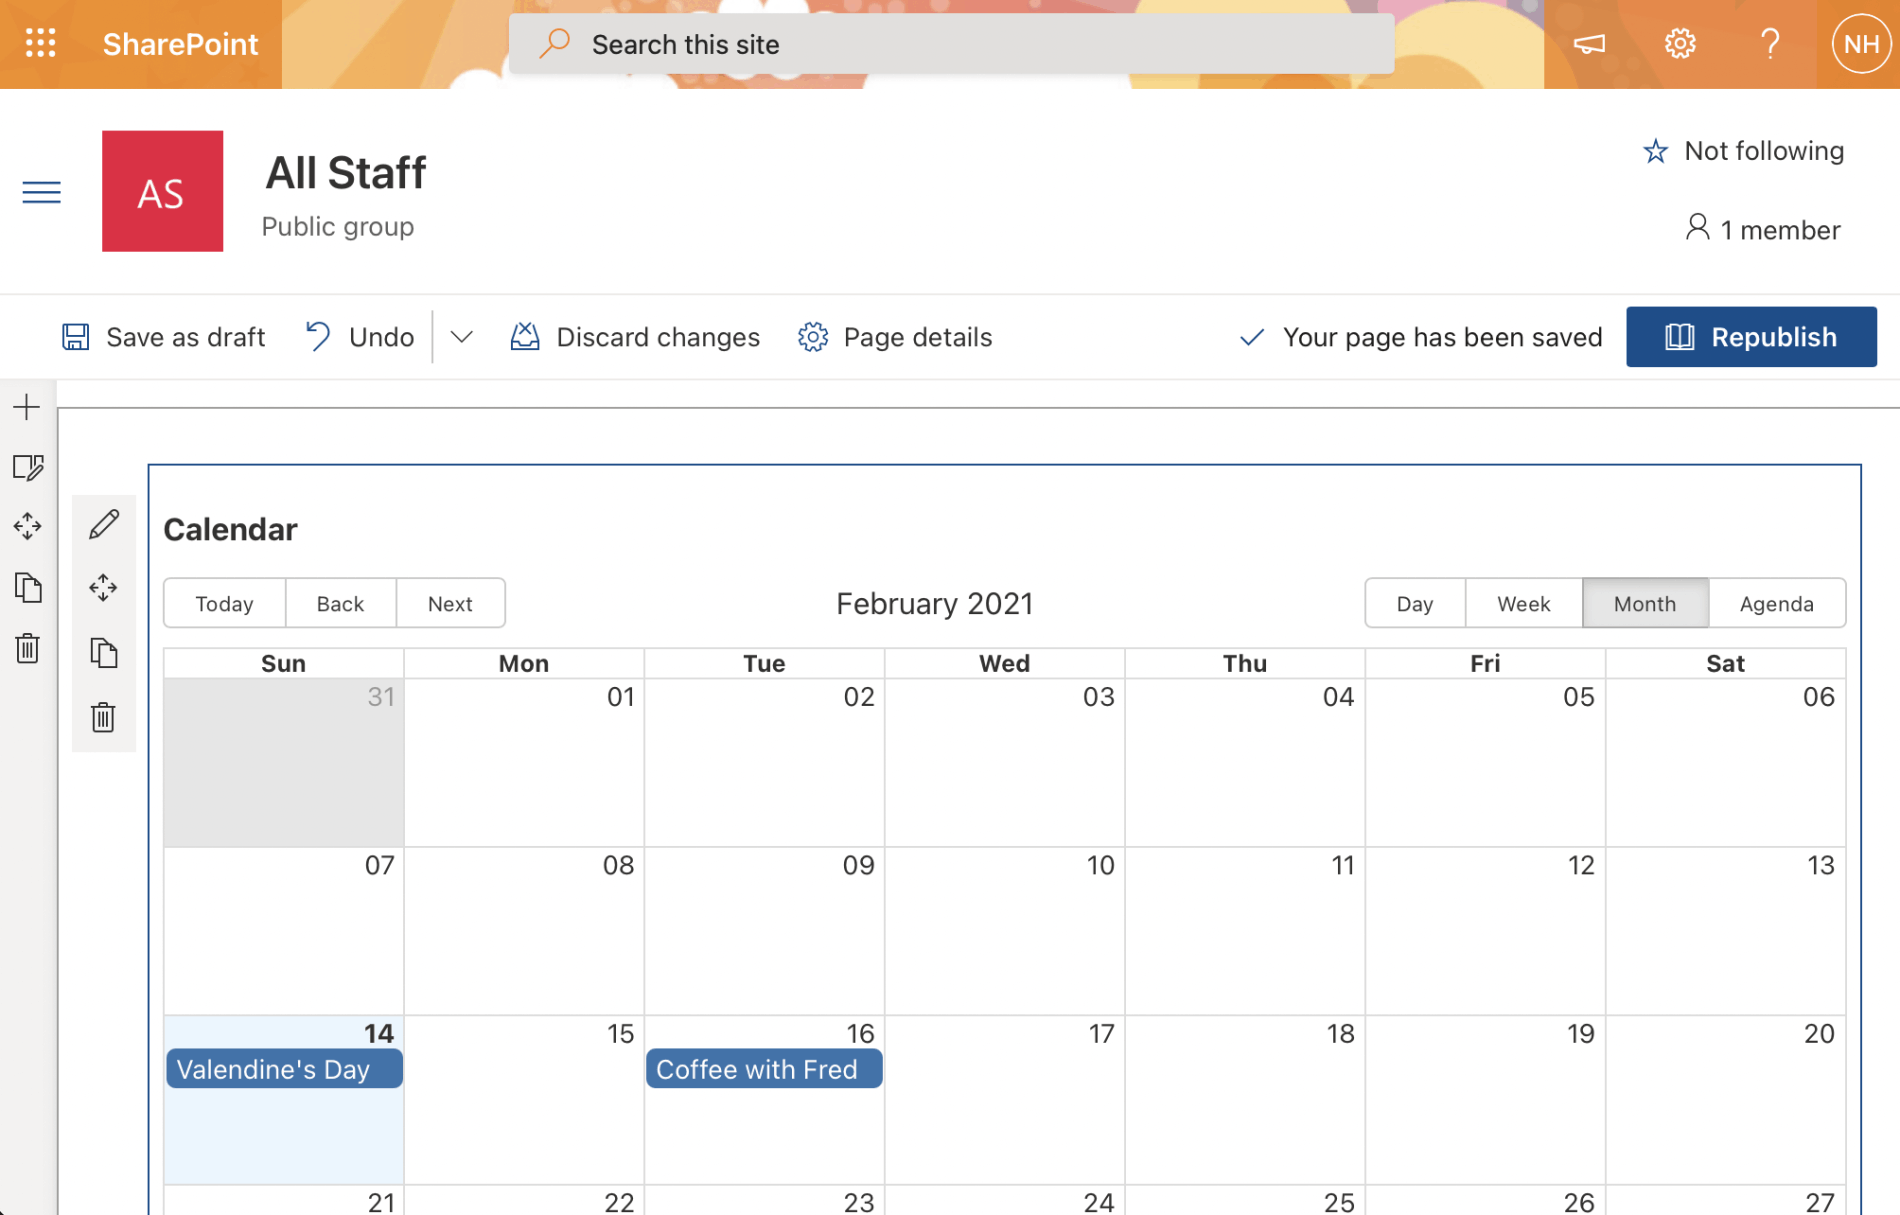 SharePoint
Search this site
?
NH
AS
All Staff
Public group
Not following
1 member
Save as draft
Undo
Discard changes
Page details
Your page has been saved
Republish
Calendar
Today Back Next
February 2021
Day Week Month Agenda
Sun Mon Tue Wed Thu Fri Sat
31 01 02 03 04 05 06
07 08 09 10 11 12 13
14 15 16 17 18 19 20
Valendine's Day
Coffee with Fred
21 22 23 24 25 26 27